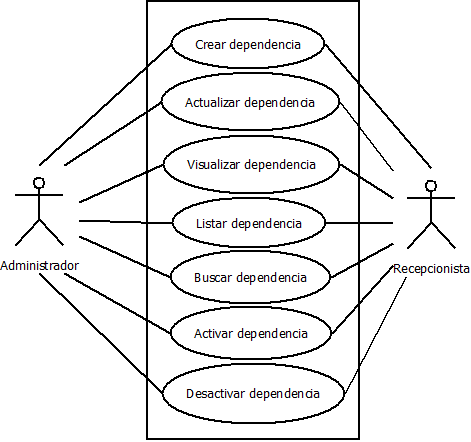 Crear dependencia
Actualizar dependencia
Visualizar dependencia
Listar dependencia
Administrador
Recepcionista
Buscar dependencia
Activar dependencia
Desactivar dependencia